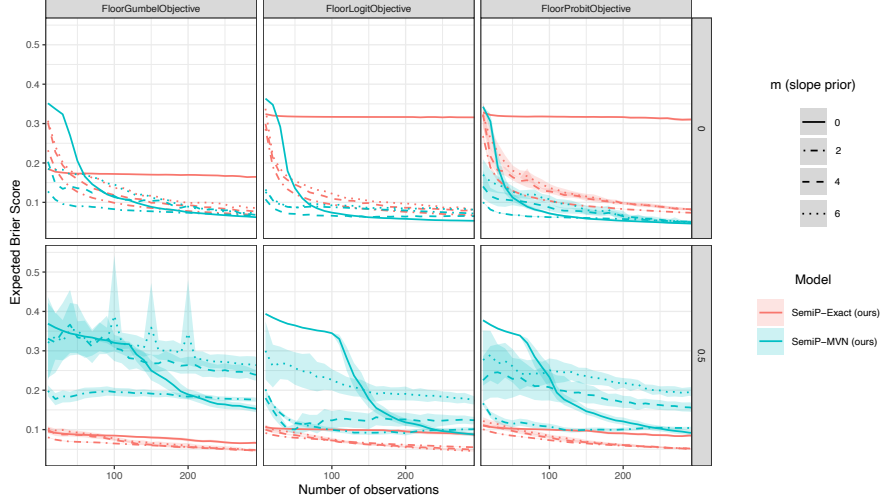 FloorGumbelObjective FloorLogitObjective FloorProbitObjective
0.5
0.4
0.3
0.2
0.1
0
0.5
0.4
0.3
0.2
0.1
0.5
Expected Brier Score
100 200 100 200 100 200
Number of observations
m (slope prior)
0
2
4
6
Model
SemiP−Exact (ours)
SemiP−MVN (ours)